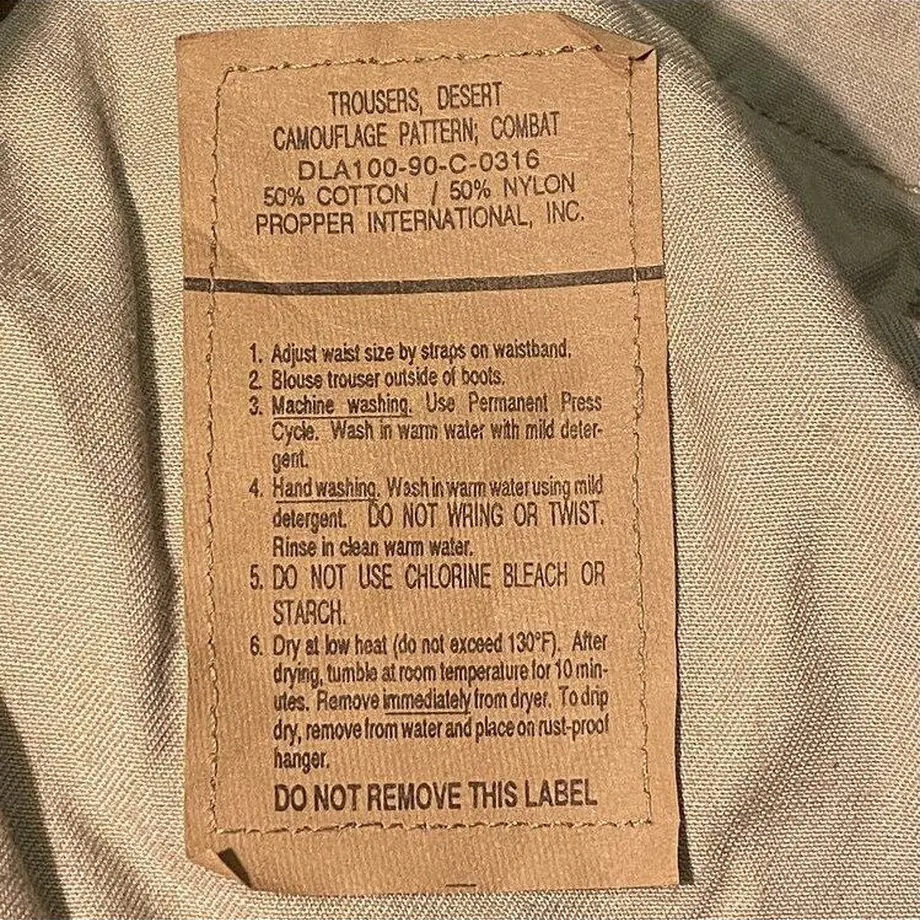 TROUSERS, DESERT
CAMOUFLAGE PATTERN; COMBAT
DLA100-90-C-0316
50% COTTON / 50% NYLON
PROPPER INTERNATIONAL, INC.
1. Adjust waist size by straps on waistband.
2. Blouse trouser outside of boots.
3. Machine washing. Use Permanent Press
Cycle. Wash in warm water with mild deter-
gent.
4. Hand washing. Wash in warm water using mild
detergent. DO NOT WRING OR TWIST.
Rinse in clean warm water.
5. DO NOT USE CHLORINE BLEACH OR
STARCH.
6. Dry at low heat (do not exceed 130°F). After
drying, tumble at room temperature for 10 min-
utes. Remove immediately from dryer. To drip
dry, remove from water and place on rust-proof
hanger.
DO NOT REMOVE THIS LABEL